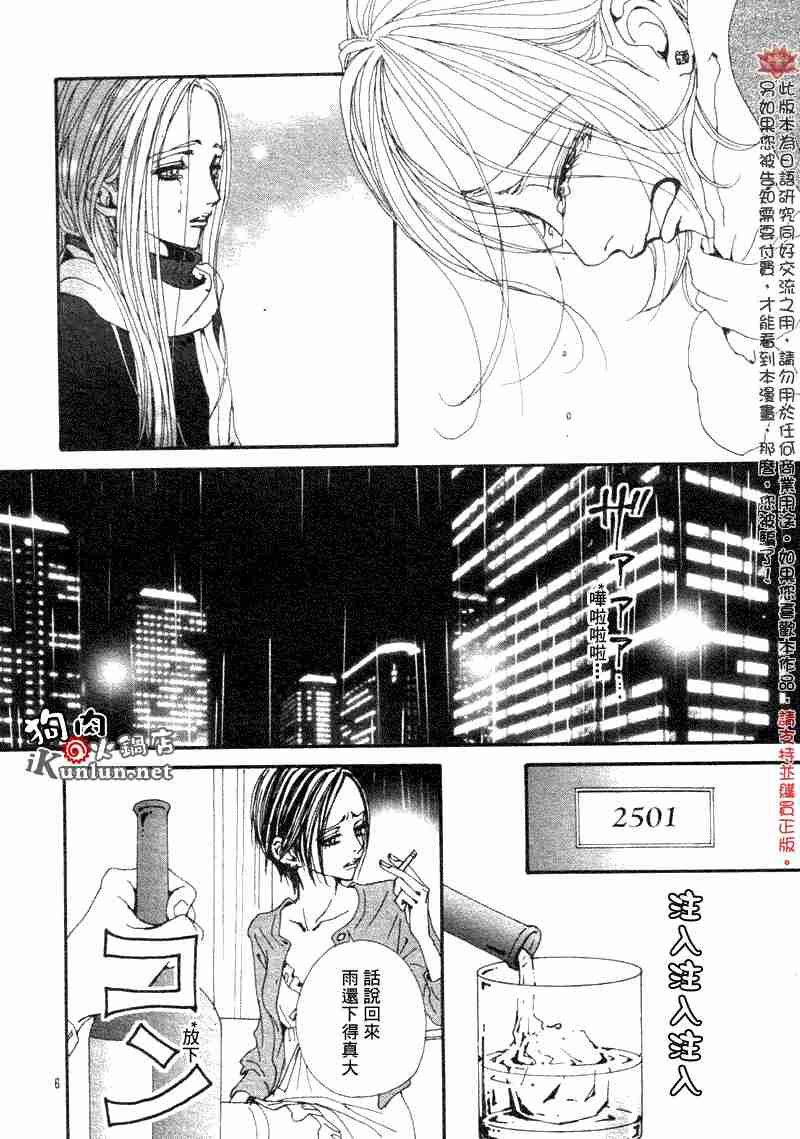 ザァァァ…
*嘩啦啦啦…
2501
注入注入注入
話說回來
雨還下得真大
コン
*放下
6
狗肉
火鍋店
iKunlun.net
此版本為日語研究同好交流之用，請勿用於任何商業用途。如果您喜歡本作品，請支持並購買正版。
另如果您被告知需要付費，才能看到本漫畫，那麼，您被騙了！